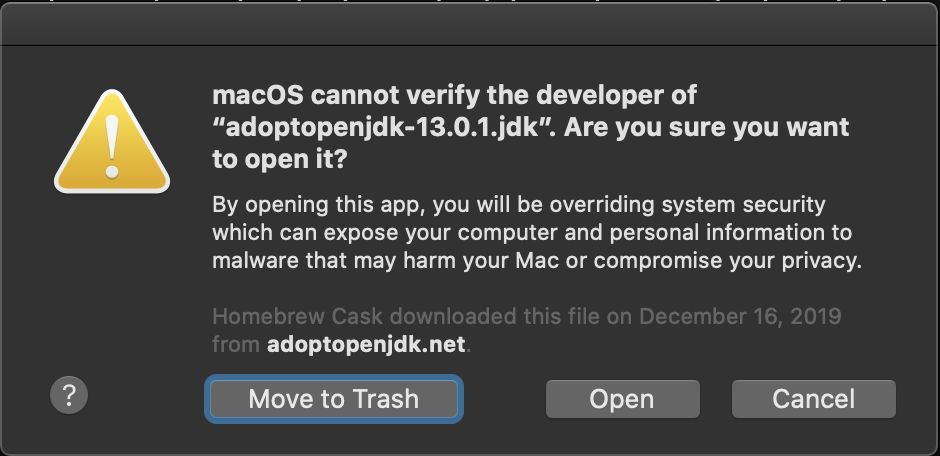 macOS cannot verify the developer of
“adoptopenjdk-13.0.1.jdk”. Are you sure you want
to open it?
By opening this app, you will be overriding system security
which can expose your computer and personal information to
malware that may harm your Mac or compromise your privacy.
Homebrew Cask downloaded this file on December 16, 2019
from adoptopenjdk.net.
?
Move to Trash
Open
Cancel